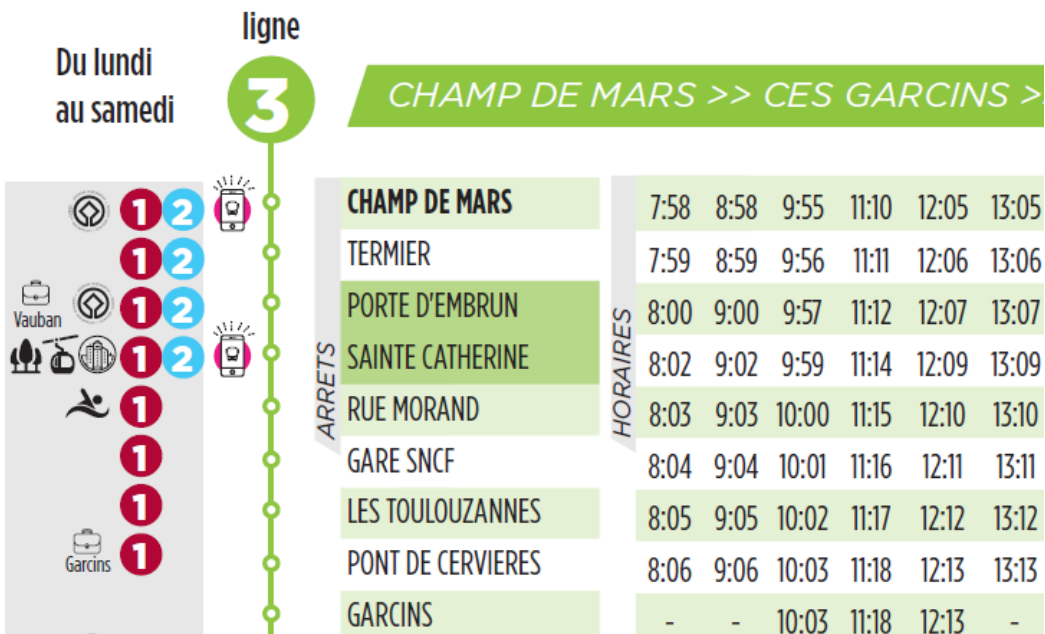 ligne
Du lundi
au samedi
3
CHAMP DE MARS >> CES GARCINS >
1 2 CHAMP DE MARS 7:58 8:58 9:55 11:10 12:05 13:05
1 2 TERMIER 7:59 8:59 9:56 11:11 12:06 13:06
Vauban 1 2 PORTE D'EMBRUN 8:00 9:00 9:57 11:12 12:07 13:07
1 2 SAINTE CATHERINE 8:02 9:02 9:59 11:14 12:09 13:09
1 RUE MORAND 8:03 9:03 10:00 11:15 12:10 13:10
1 GARE SNCF 8:04 9:04 10:01 11:16 12:11 13:11
1 LES TOULOUZANNES 8:05 9:05 10:02 11:17 12:12 13:12
Garcins 1 PONT DE CERVIERES 8:06 9:06 10:03 11:18 12:13 13:13
GARCINS - - 10:03 11:18 12:13 -
ARRETS
HORAIRES